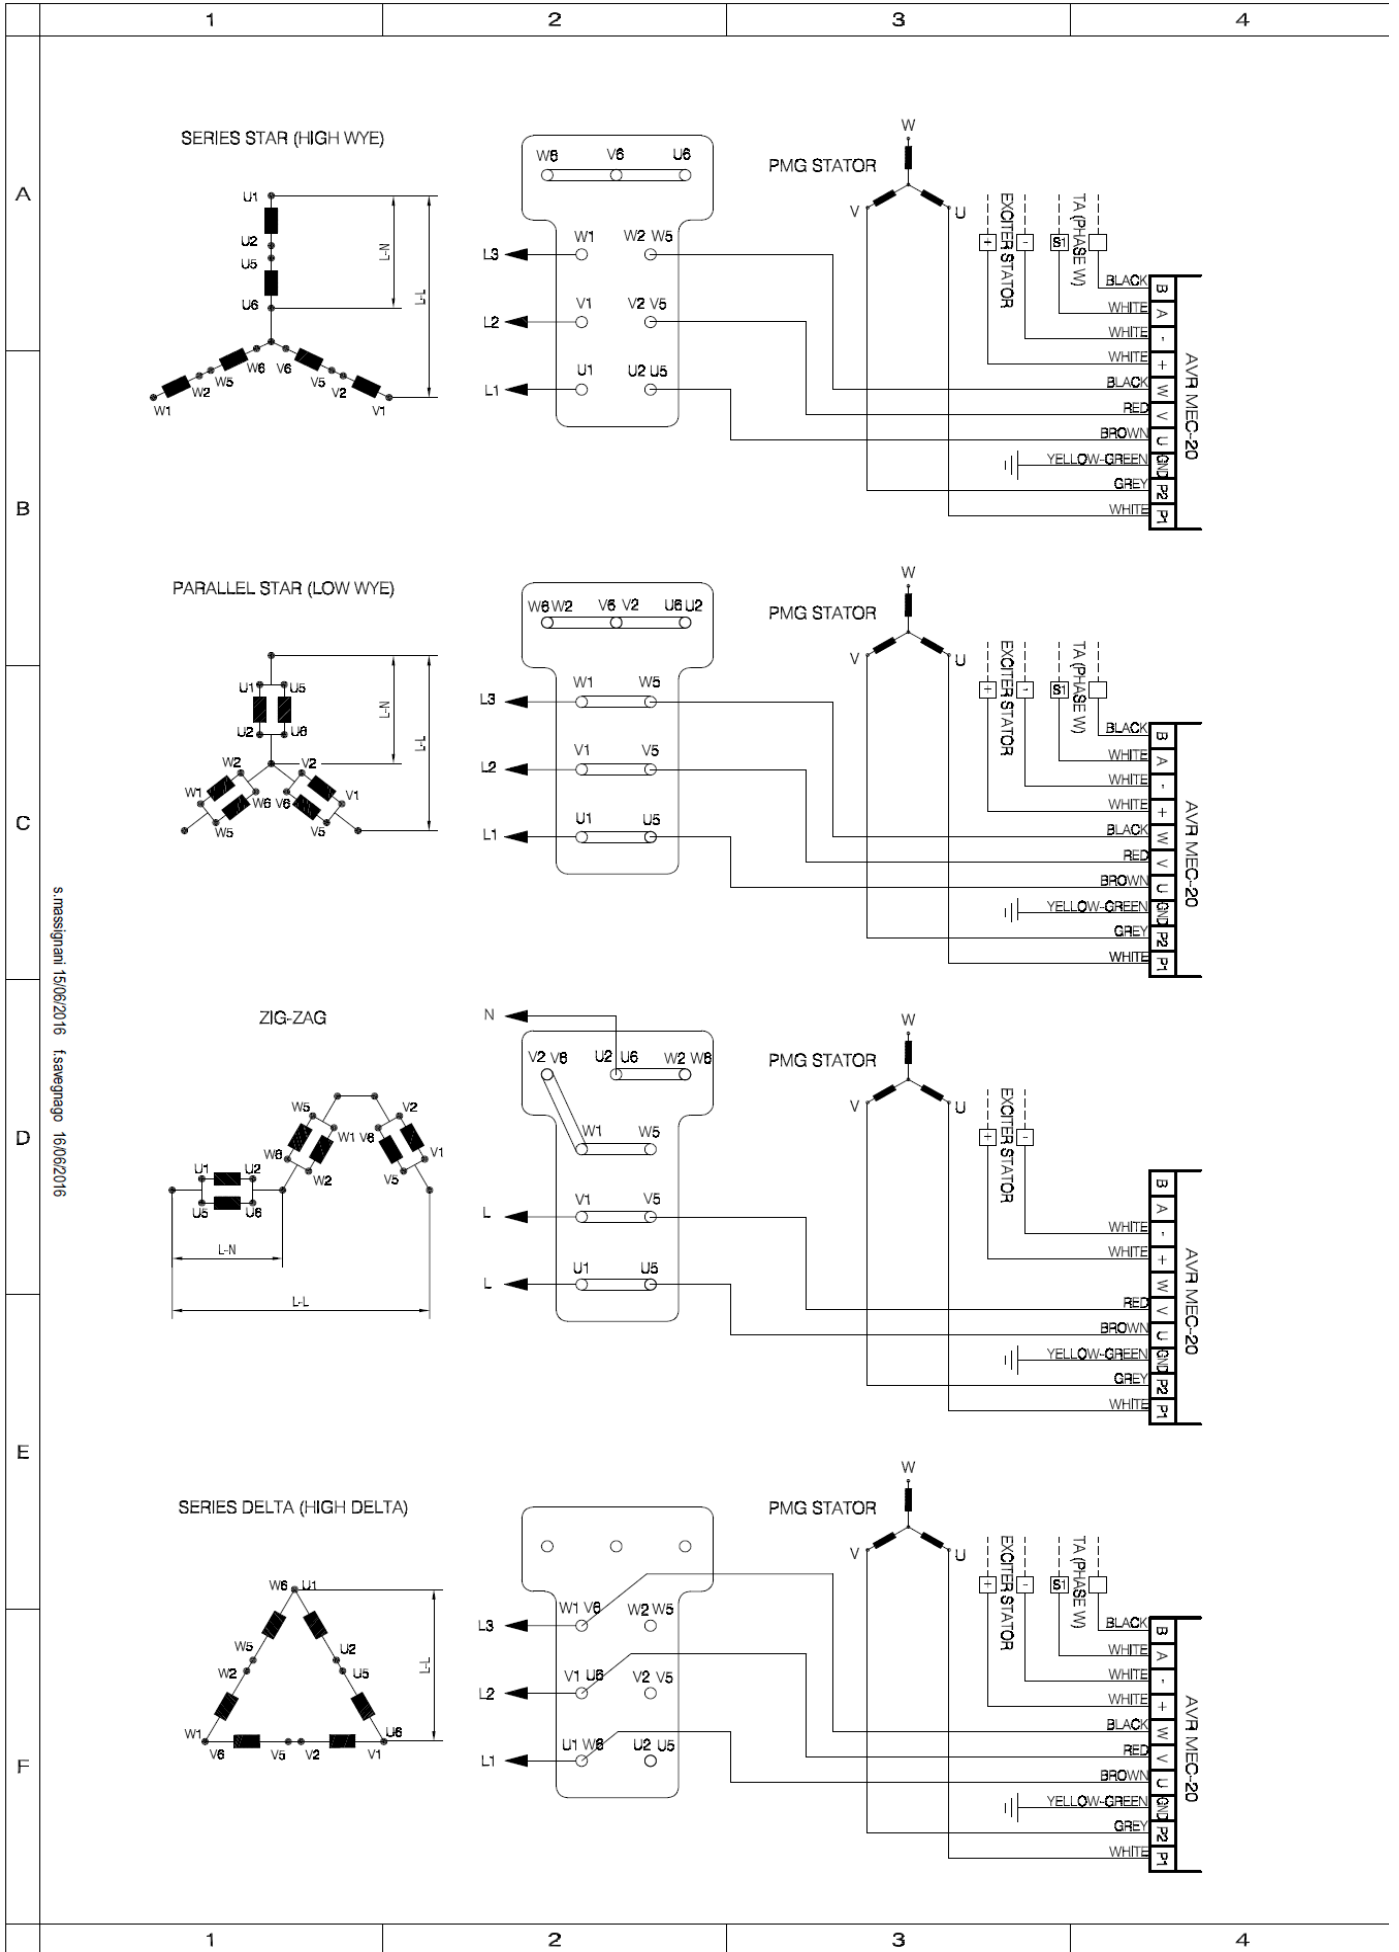 1 2 3 4
A
B
C
D
E
F
s.massignani 15/06/2016 f.savegnago 16/06/2016
SERIES STAR (HIGH WYE)
U1
U2
U5
U6
L-N
L-L
W6 V6
W5 V5
W2 V2
W1 V1
W6 V6 U6
L3 W1 W2 W5
L2 V1 V2 V5
L1 U1 U2 U5
PMG STATOR
W
V U
EXCITER STATOR
+ -
TA (PHASE W)
S1
BLACK B
WHITE A
WHITE -
WHITE +
BLACK W
RED V
BROWN U
YELLOW-GREEN GND
GREY P2
WHITE P1
AVR MEC-20
PARALLEL STAR (LOW WYE)
U1 U5
U2 U6
L-N
L-L
W2 V2
W1 W6 V6 V1
W5 V5
W6 W2 V6 V2 U6 U2
L3 W1 W5
L2 V1 V5
L1 U1 U5
PMG STATOR
W
V U
EXCITER STATOR
+ -
TA (PHASE W)
S1
BLACK B
WHITE A
WHITE -
WHITE +
BLACK W
RED V
BROWN U
YELLOW-GREEN GND
GREY P2
WHITE P1
AVR MEC-20
ZIG-ZAG
W5 V2
W1 V6
W6 V1
W2 V5
U1 U2
U5 U6
L-N
L-L
N
V2 V6 U2 U6 W2 W6
W1 W5
L V1 V5
L U1 U5
PMG STATOR
W
V U
EXCITER STATOR
+ -
B
A
WHITE -
WHITE +
W
RED V
BROWN U
YELLOW-GREEN GND
GREY P2
WHITE P1
AVR MEC-20
SERIES DELTA (HIGH DELTA)
W6 U1
W5 U2
W2 U5
L-L
W1 U6
V6 V5 V2 V1
L3 W1 V6 W2 W5
L2 V1 U6 V2 V5
L1 U1 W6 U2 U5
PMG STATOR
W
V U
EXCITER STATOR
+ -
TA (PHASE W)
S1
BLACK B
WHITE A
WHITE -
WHITE +
BLACK W
RED V
BROWN U
YELLOW-GREEN GND
GREY P2
WHITE P1
AVR MEC-20
1 2 3 4